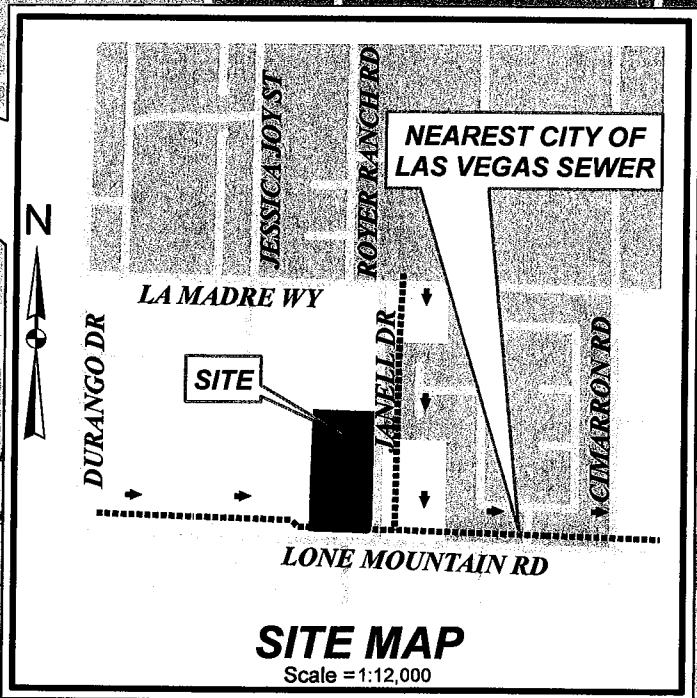 JESSICA JOY ST
ROYER RANCH RD
NEAREST CITY OF
LAS VEGAS SEWER
N
LA MADRE WY
DURANGO DR
SITE
JANELL DR
CIMARRON RD
LONE MOUNTAIN RD
SITE MAP
Scale = 1:12,000